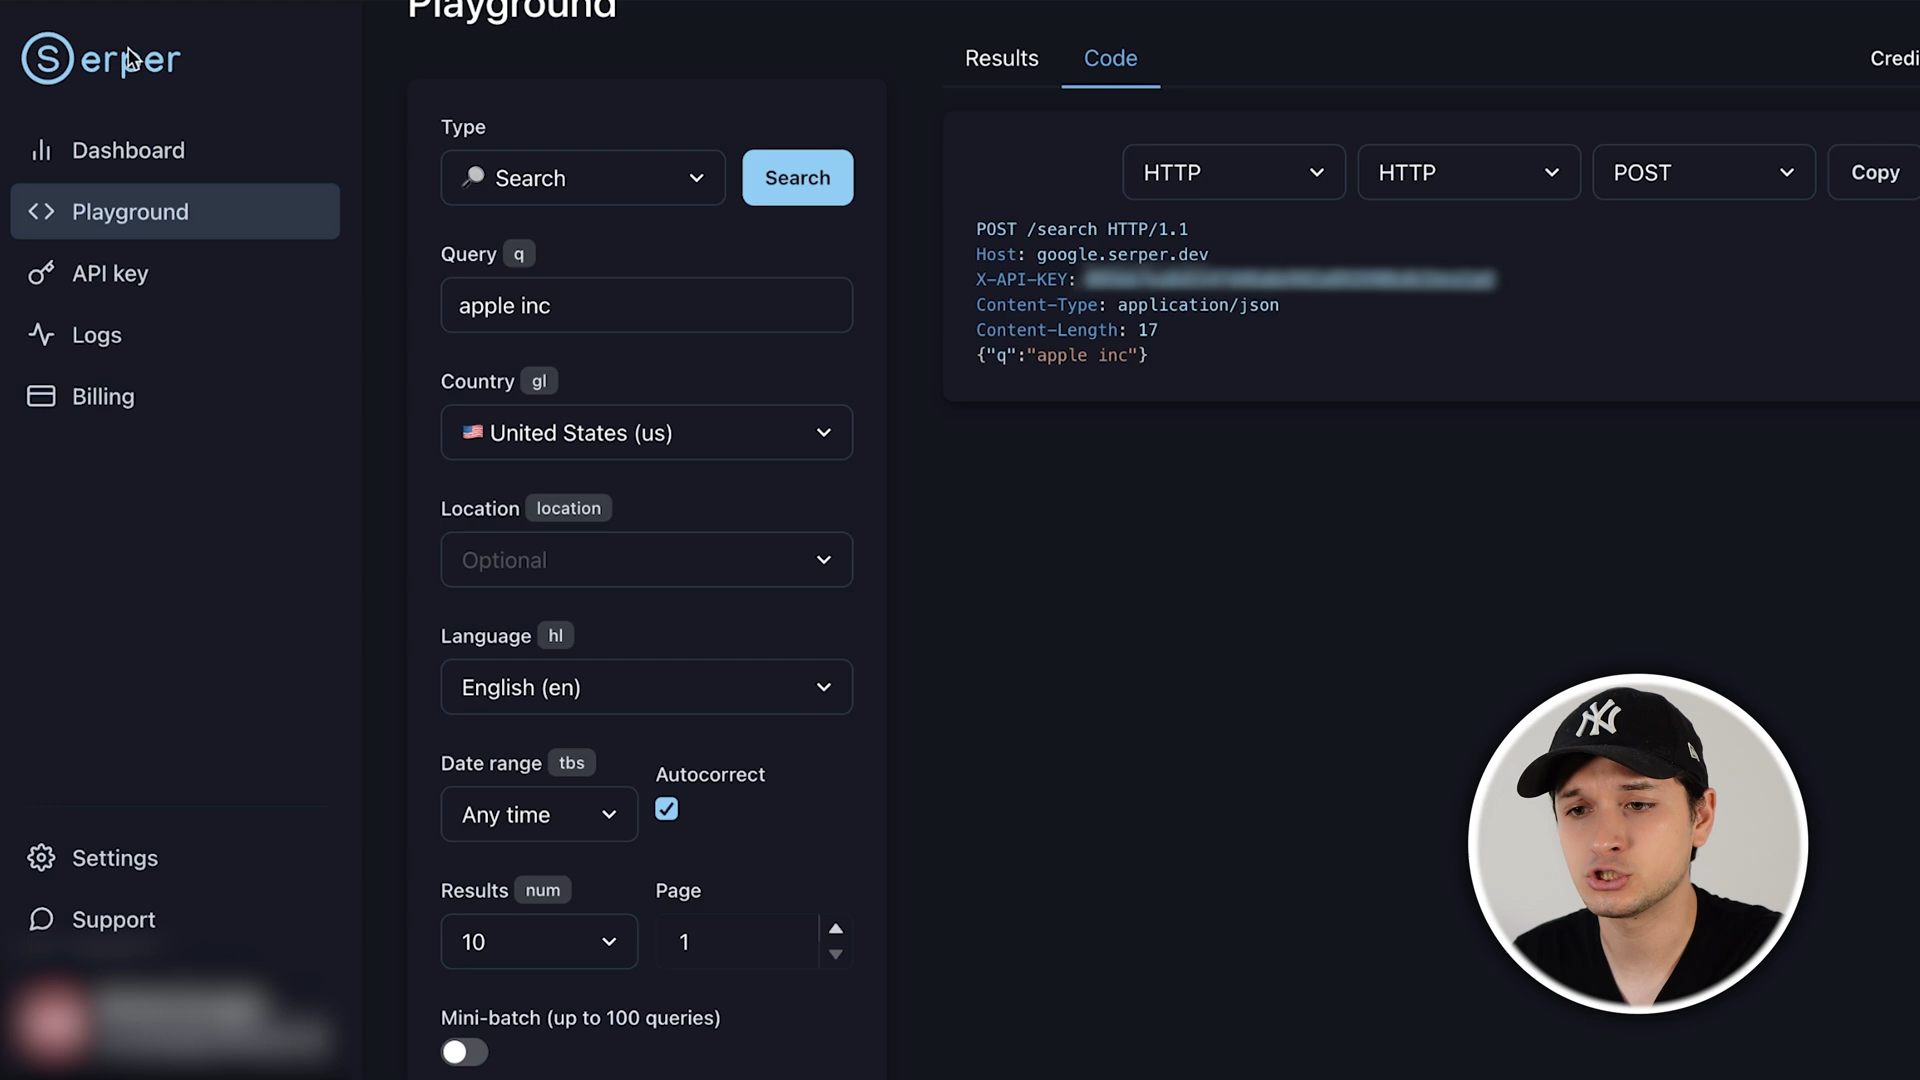 Serper
Dashboard
Playground
API key
Logs
Billing
Settings
Support
Playground
Type
Search
Search
Query q
apple inc
Country gl
United States (us)
Location location
Optional
Language hl
English (en)
Date range tbs
Any time
Autocorrect
Results num
10
Page
1
Mini-batch (up to 100 queries)
Results
Code
Credi
HTTP
HTTP
POST
Copy
POST /search HTTP/1.1
Host: google.serper.dev
X-API-KEY:
Content-Type: application/json
Content-Length: 17
{"q":"apple inc"}
NY